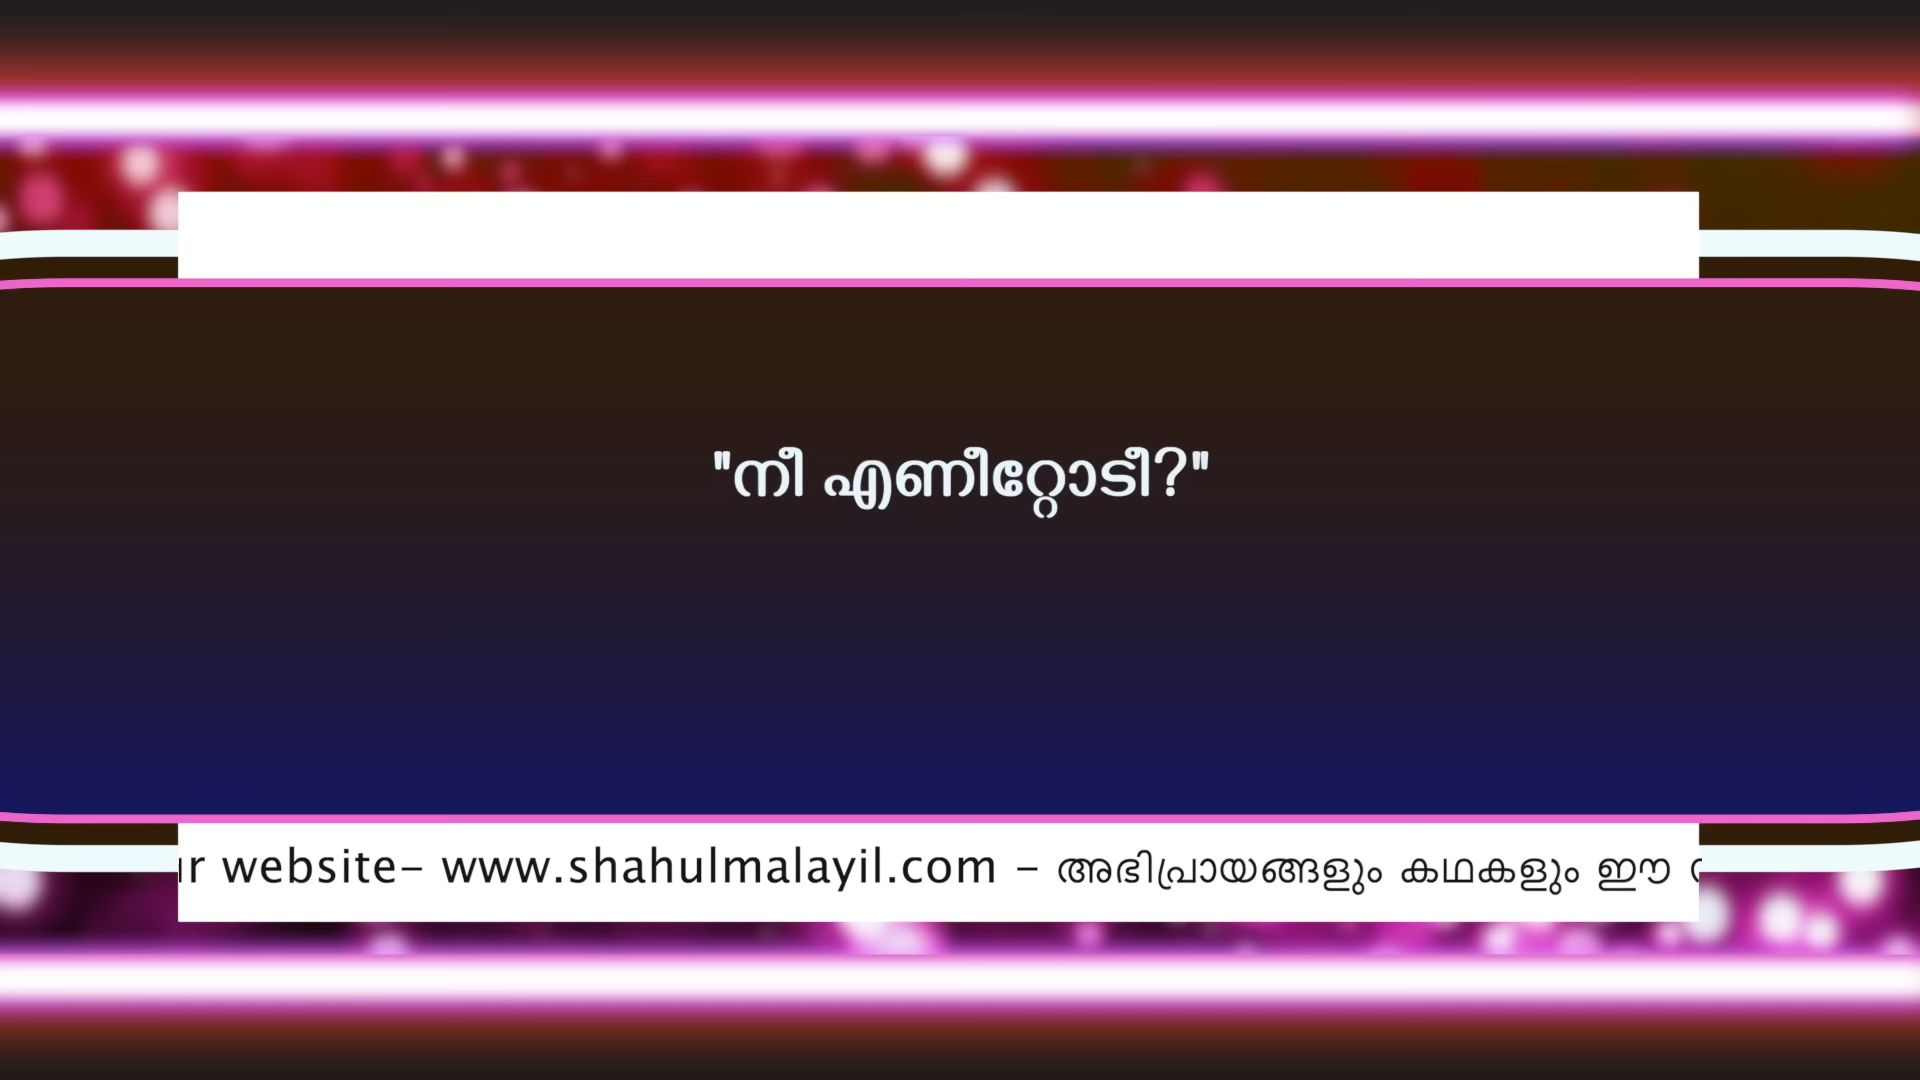 "നീ എണീറ്റോടീ?"
website- www.shahulmalayil.com - അഭിപ്രായങ്ങളും കഥകളും ഈ